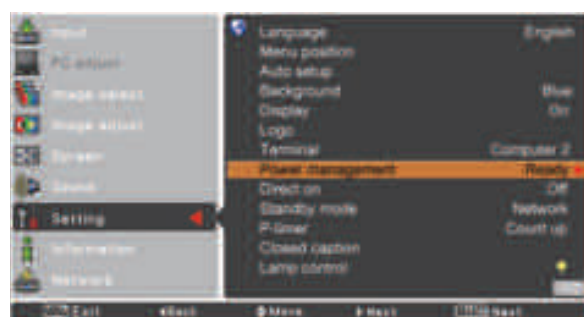 Input
PC adjust
Image select
Image adjust
Screen
Sound
Setting
Information
Network
Language English
Menu position
Auto setup
Background Blue
Display On
Logo
Terminal Computer 2
Power management Ready
Direct on Off
Standby mode Network
P-timer Count up
Closed caption
Lamp control
Exit Back Move Next Next